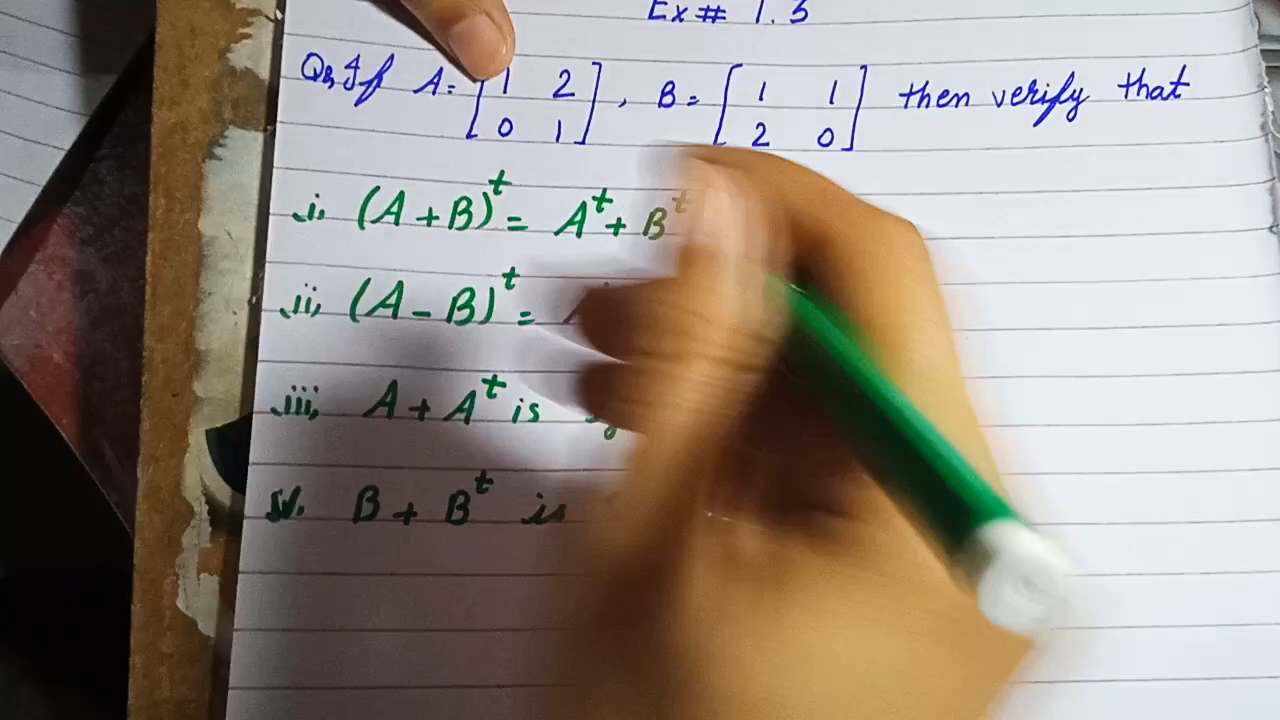 Ex# 1.3
If A = [1 2 0 1], B = [1 1 2 0] then verify that
i, (A + B)^t = A^t + B^t
ii, (A - B)^t =
iii, A + A^t is
iv. B + B^t is